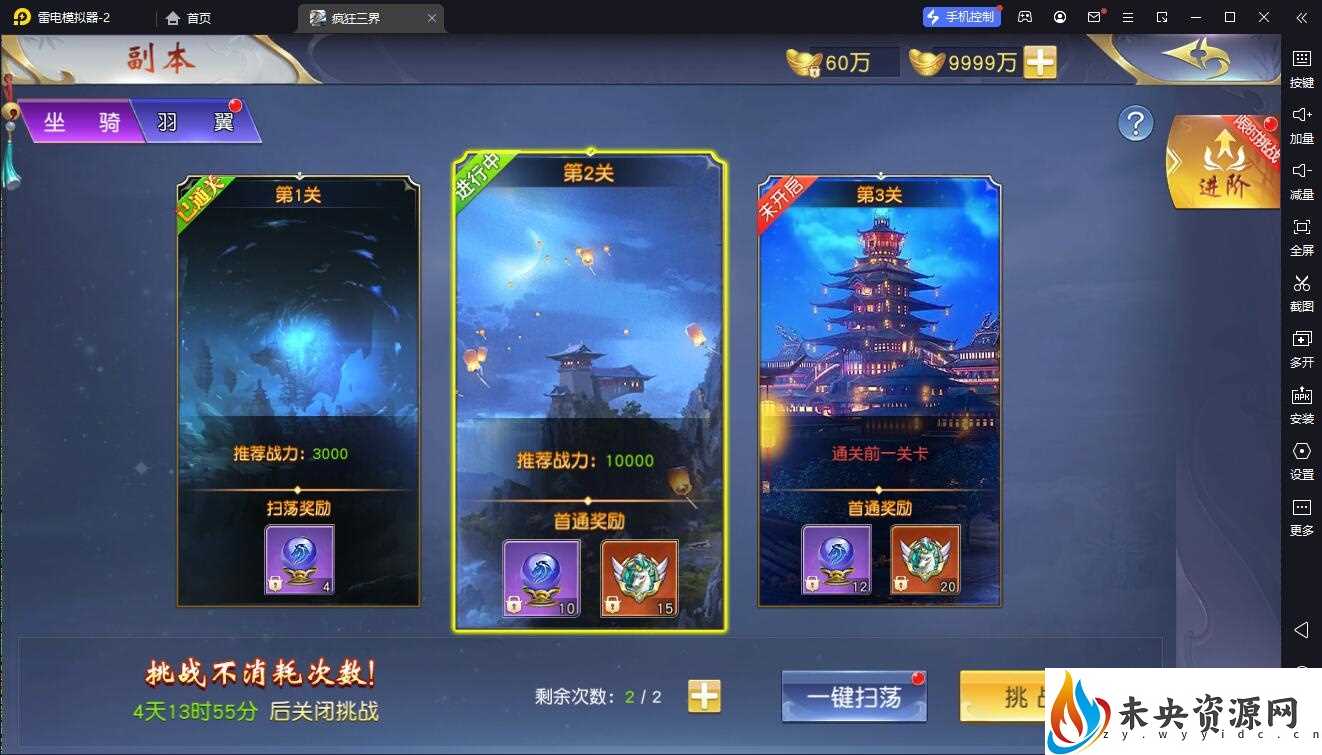 雷电模拟器-2
首页
疯狂三界
手机控制
副本
60万
9999万
坐骑
羽翼
?
限时挑战
进阶
已通关
第1关
推荐战力：3000
扫荡奖励
4
进行中
第2关
推荐战力：10000
首通奖励
10
15
未开启
第3关
通关前一关卡
首通奖励
12
20
挑战不消耗次数！
4天13时55分 后关闭挑战
剩余次数：2 / 2
一键扫荡
挑
按键
加量
减量
全屏
截图
多开
APK
安装
设置
更多
未央资源网
zy.wyyidc.cn